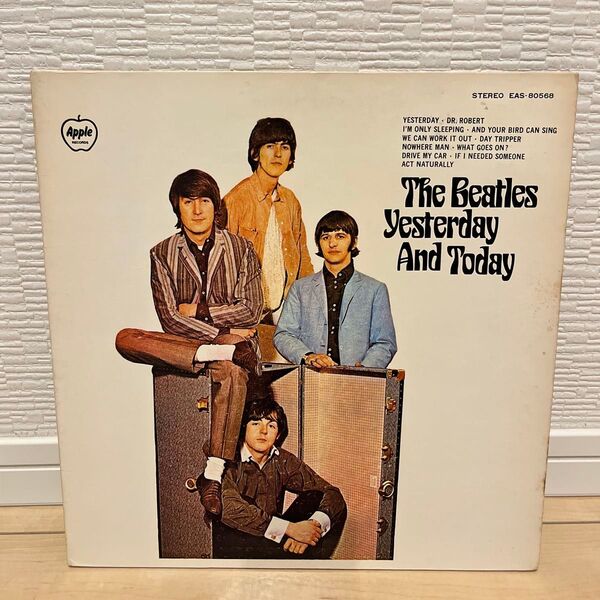 Apple
RECORDS
STEREO EAS-80568
YESTERDAY · DR. ROBERT
I'M ONLY SLEEPING · AND YOUR BIRD CAN SING
WE CAN WORK IT OUT · DAY TRIPPER
NOWHERE MAN · WHAT GOES ON?
DRIVE MY CAR · IF I NEEDED SOMEONE
ACT NATURALLY
The Beatles
Yesterday
And Today